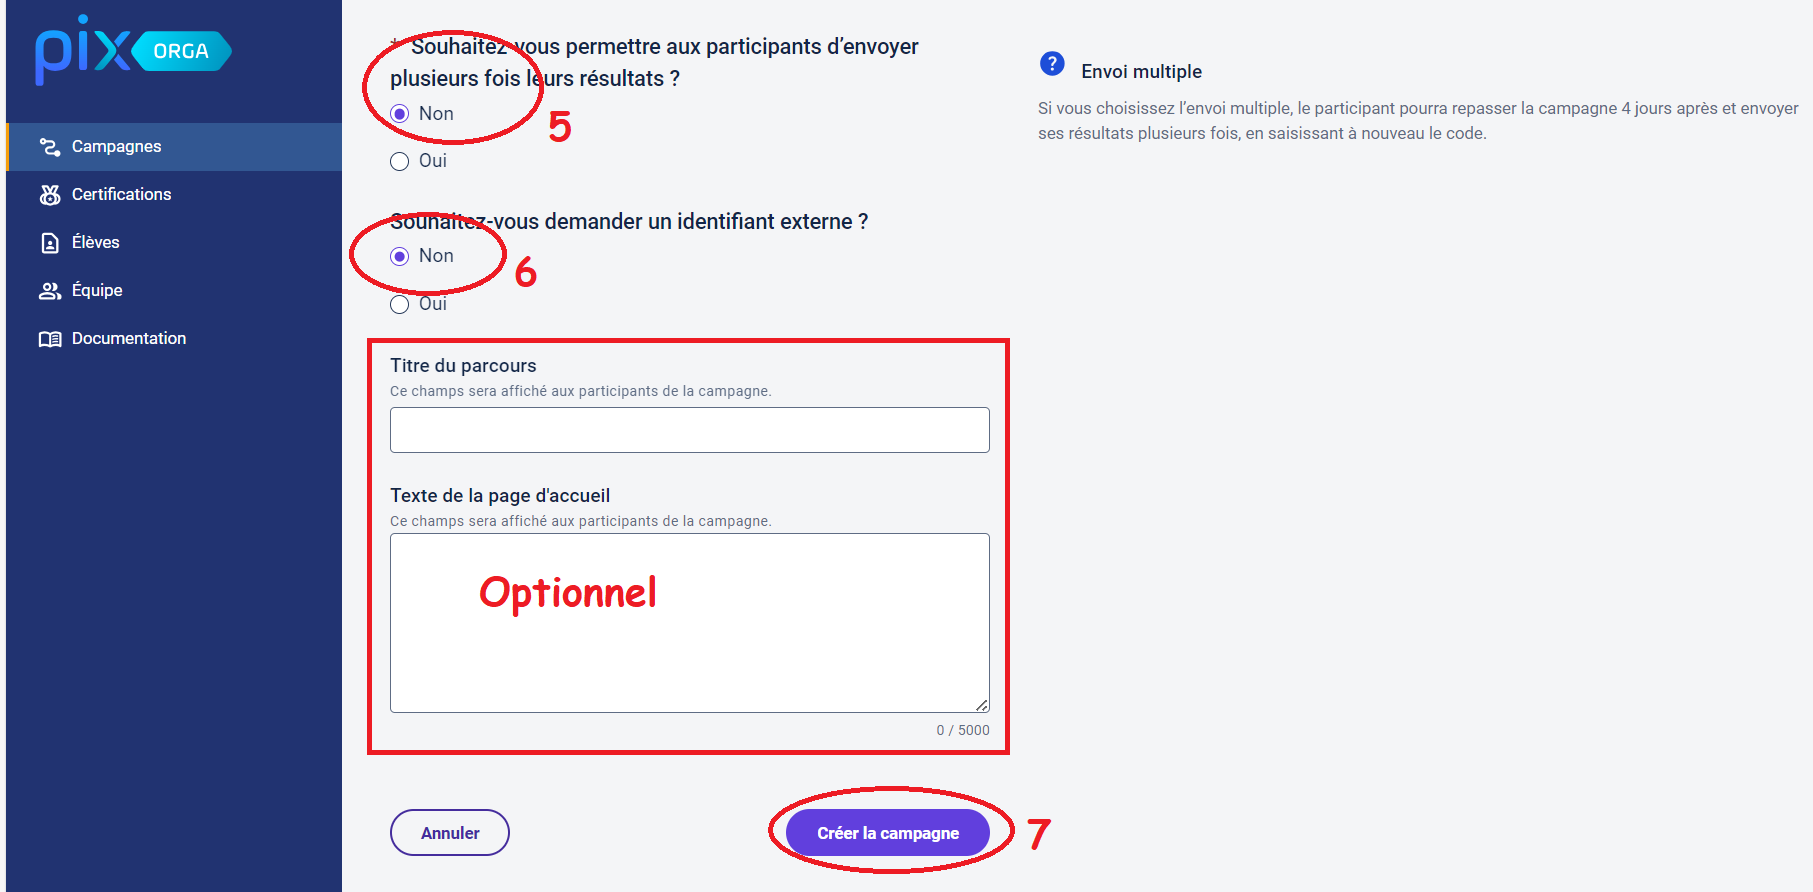 pix ORGA
Campagnes
Certifications
Élèves
Équipe
Documentation
* Souhaitez-vous permettre aux participants d’envoyer
plusieurs fois leurs résultats ?
Non
5
Oui
Souhaitez-vous demander un identifiant externe ?
Non
6
Oui
Titre du parcours
Ce champs sera affiché aux participants de la campagne.
Texte de la page d'accueil
Ce champs sera affiché aux participants de la campagne.
Optionnel
0 / 5000
Annuler
Créer la campagne
7
? Envoi multiple
Si vous choisissez l’envoi multiple, le participant pourra repasser la campagne 4 jours après et envoyer
ses résultats plusieurs fois, en saisissant à nouveau le code.